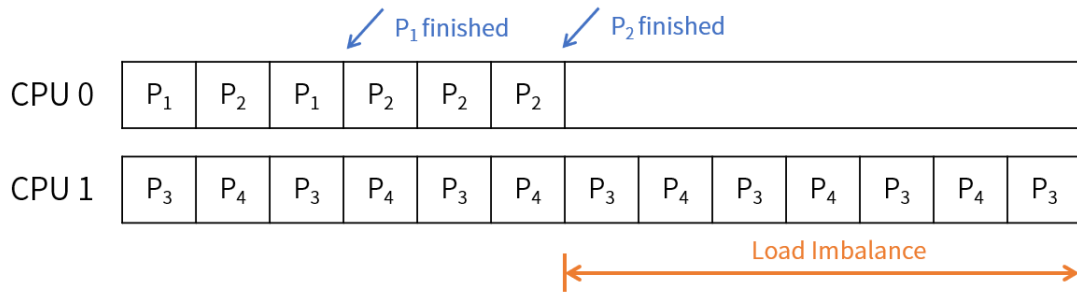 P₁ finished
P₂ finished
CPU 0 P₁ P₂ P₁ P₂ P₂ P₂
CPU 1 P₃ P₄ P₃ P₄ P₃ P₄ P₃ P₄ P₃ P₄ P₃ P₄ P₃
Load Imbalance